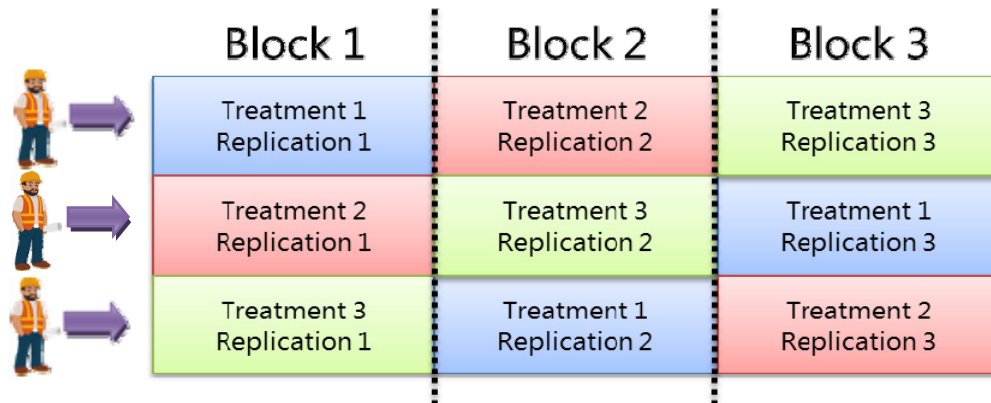 Block 1
Block 2
Block 3
Treatment 1
Replication 1
Treatment 2
Replication 2
Treatment 3
Replication 3
Treatment 2
Replication 1
Treatment 3
Replication 2
Treatment 1
Replication 3
Treatment 3
Replication 1
Treatment 1
Replication 2
Treatment 2
Replication 3